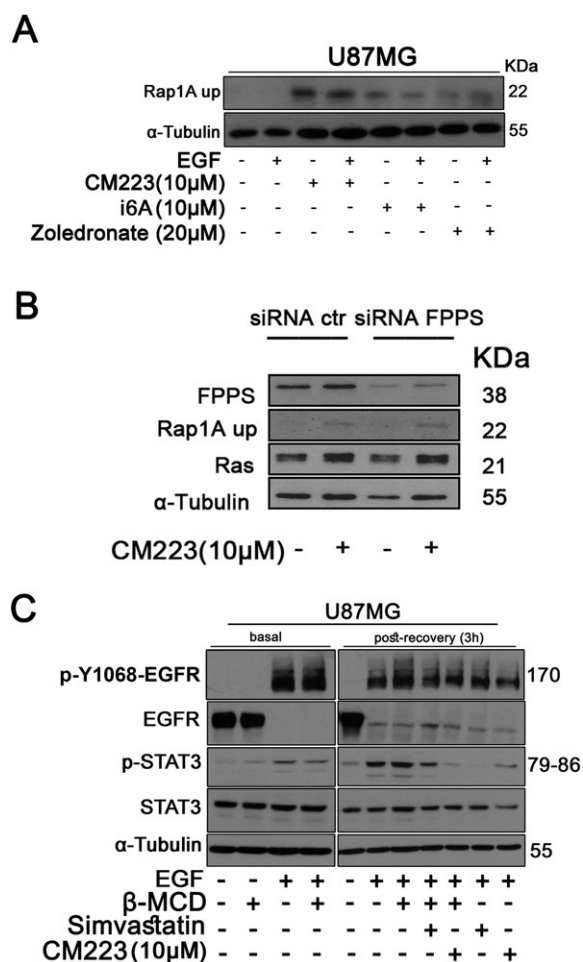 A
U87MG
KDa
Rap1A up 22
α-Tubulin 55
EGF - + - + - + - +
CM223(10µM) - - + + - - - -
i6A (10µM) - - - - + + - -
Zoledronate (20µM) - - - - - - + +
B
siRNA ctr siRNA FPPS
KDa
FPPS 38
Rap1A up 22
Ras 21
α-Tubulin 55
CM223(10µM) - + - +
C
U87MG
basal post-recovery (3h)
p-Y1068-EGFR 170
EGFR
p-STAT3 79-86
STAT3
α-Tubulin 55
EGF - - + + - + + + + + +
β-MCD - + - + - - + + + - -
Simvastatin - - - - - - - + - + -
CM223(10µM) - - - - - - - - + - +